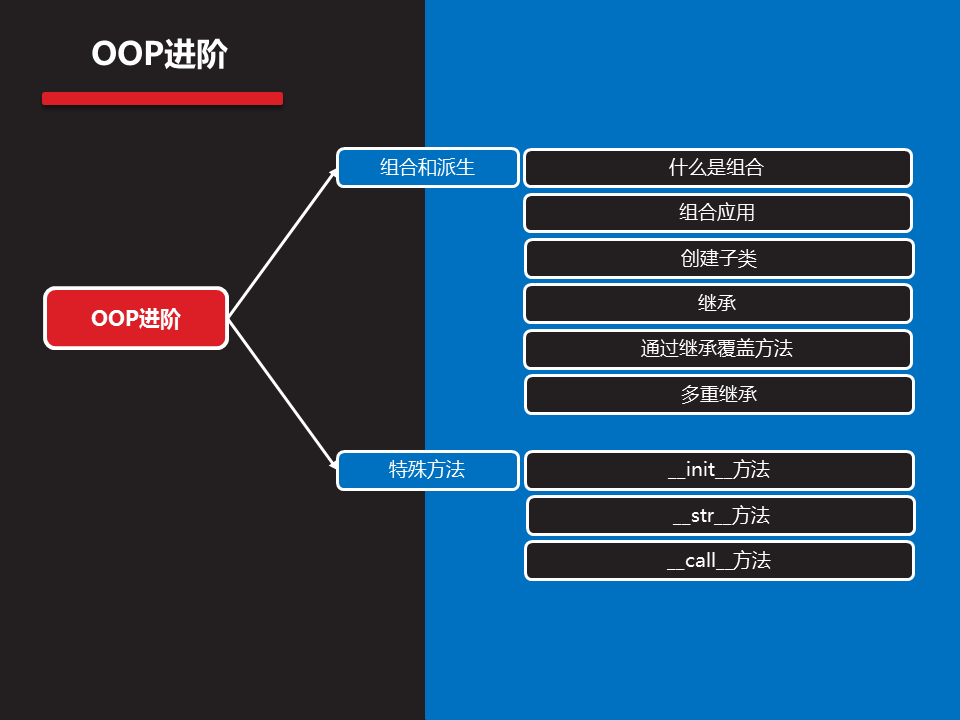 OOP进阶
OOP进阶
组合和派生
什么是组合
组合应用
创建子类
继承
通过继承覆盖方法
多重继承
特殊方法
__init__方法
__str__方法
__call__方法